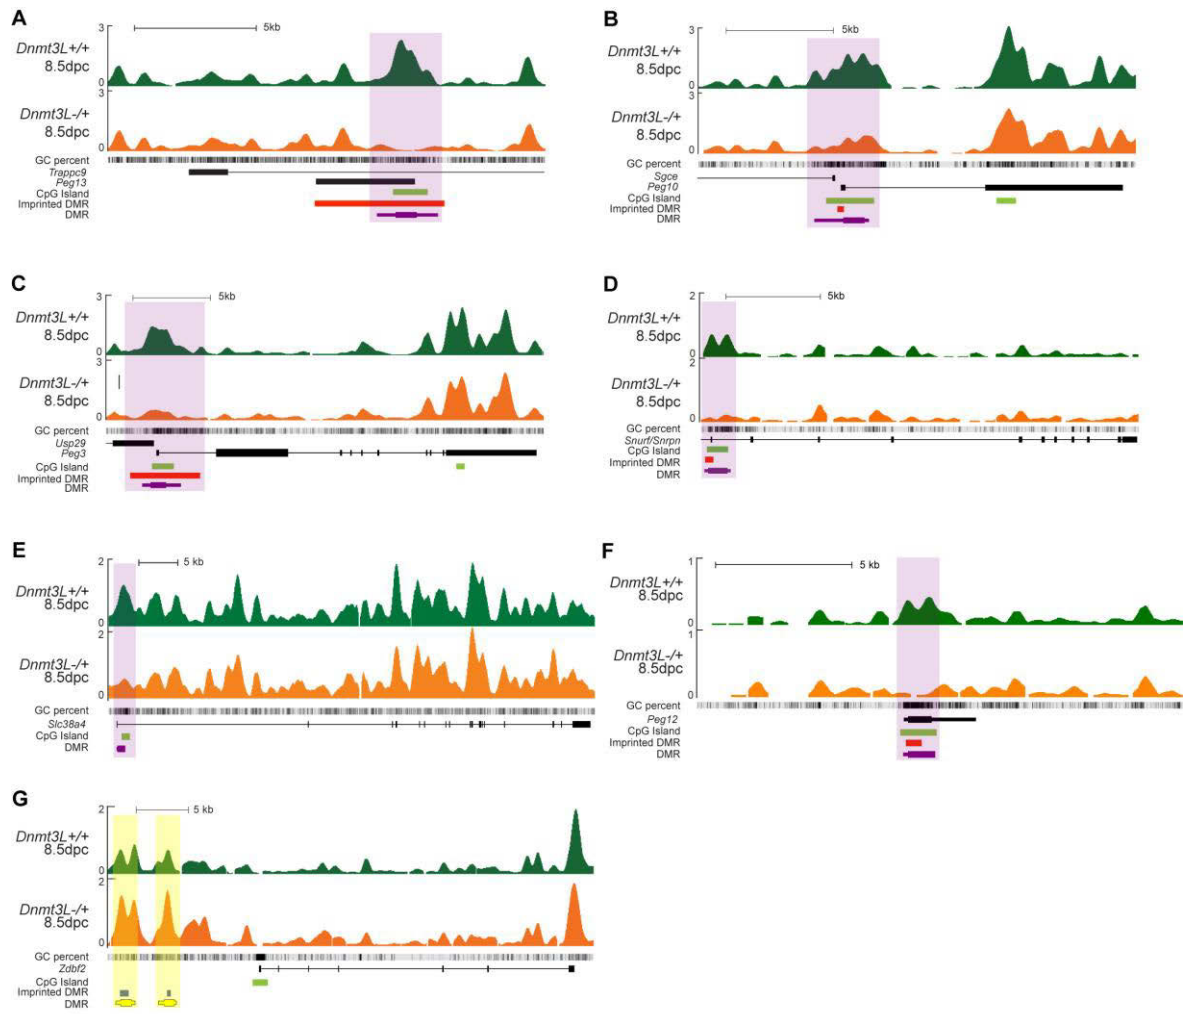 A
5kb
3
Dnmt3L+/+
8.5dpc
0
3
Dnmt3L-/+
8.5dpc
0
GC percent
Trappc9
Peg13
CpG Island
Imprinted DMR
DMR
B
5kb
3
Dnmt3L+/+
8.5dpc
0
3
Dnmt3L-/+
8.5dpc
0
GC percent
Sgce
Peg10
CpG Island
Imprinted DMR
DMR
C
5kb
3
Dnmt3L+/+
8.5dpc
0
3
Dnmt3L-/+
8.5dpc
0
GC percent
Usp29
Peg3
CpG Island
Imprinted DMR
DMR
D
5kb
2
Dnmt3L+/+
8.5dpc
0
2
Dnmt3L-/+
8.5dpc
0
GC percent
Snurf/Snrpn
CpG Island
Imprinted DMR
DMR
E
5 kb
2
Dnmt3L+/+
8.5dpc
0
2
Dnmt3L-/+
8.5dpc
0
GC percent
Slc38a4
CpG Island
DMR
F
5 kb
1
Dnmt3L+/+
8.5dpc
0
1
Dnmt3L-/+
8.5dpc
0
GC percent
Peg12
CpG Island
Imprinted DMR
DMR
G
5 kb
2
Dnmt3L+/+
8.5dpc
0
2
Dnmt3L-/+
8.5dpc
0
GC percent
Zdbf2
CpG Island
Imprinted DMR
DMR